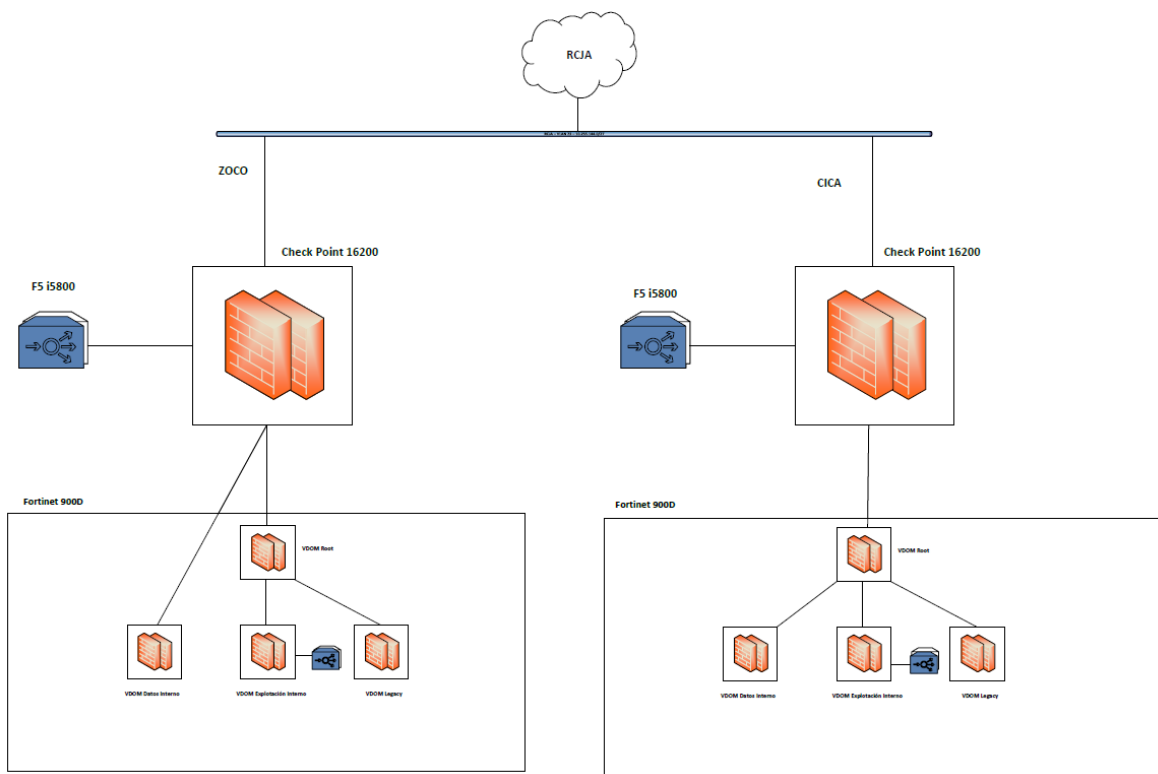 RCJA
ZOCO
CICA
Check Point 16200
Check Point 16200
F5 i5800
F5 i5800
Fortinet 900D
Fortinet 900D
VDOM Root
VDOM Root
VDOM Datos Interno
VDOM Explotación Interno
VDOM Legacy
VDOM Datos Interno
VDOM Explotación Interno
VDOM Legacy